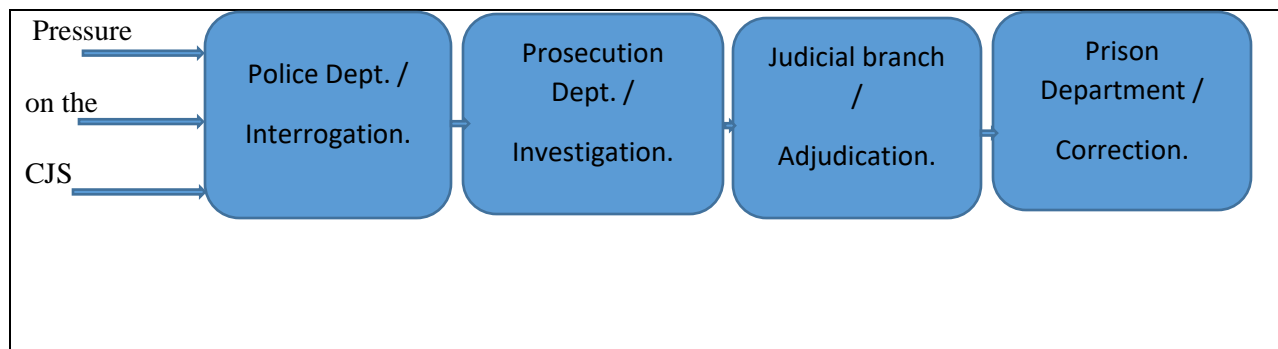 Pressure
on the
CJS
Police Dept. /
Interrogation.
Prosecution
Dept. /
Investigation.
Judicial branch
/
Adjudication.
Prison
Department /
Correction.